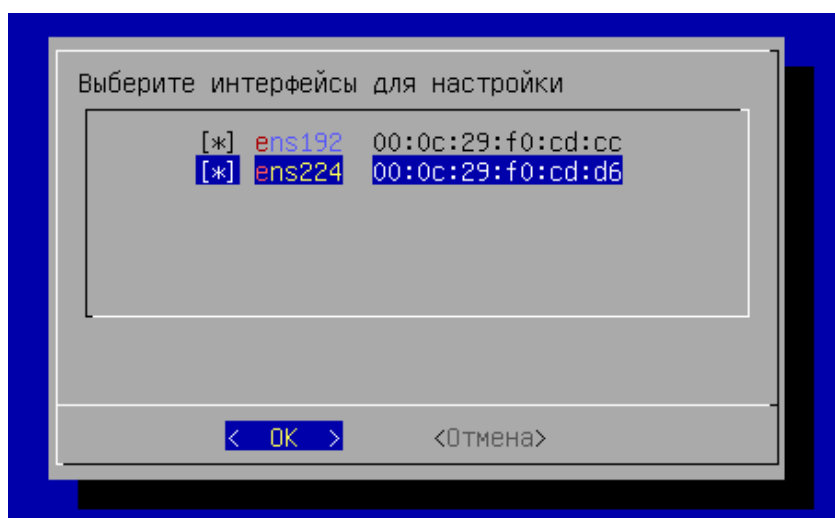 Выберите интерфейсы для настройки
[*] ens192 00:0c:29:f0:cd:cc
[*] ens224 00:0c:29:f0:cd:d6
< OK > <Отмена>